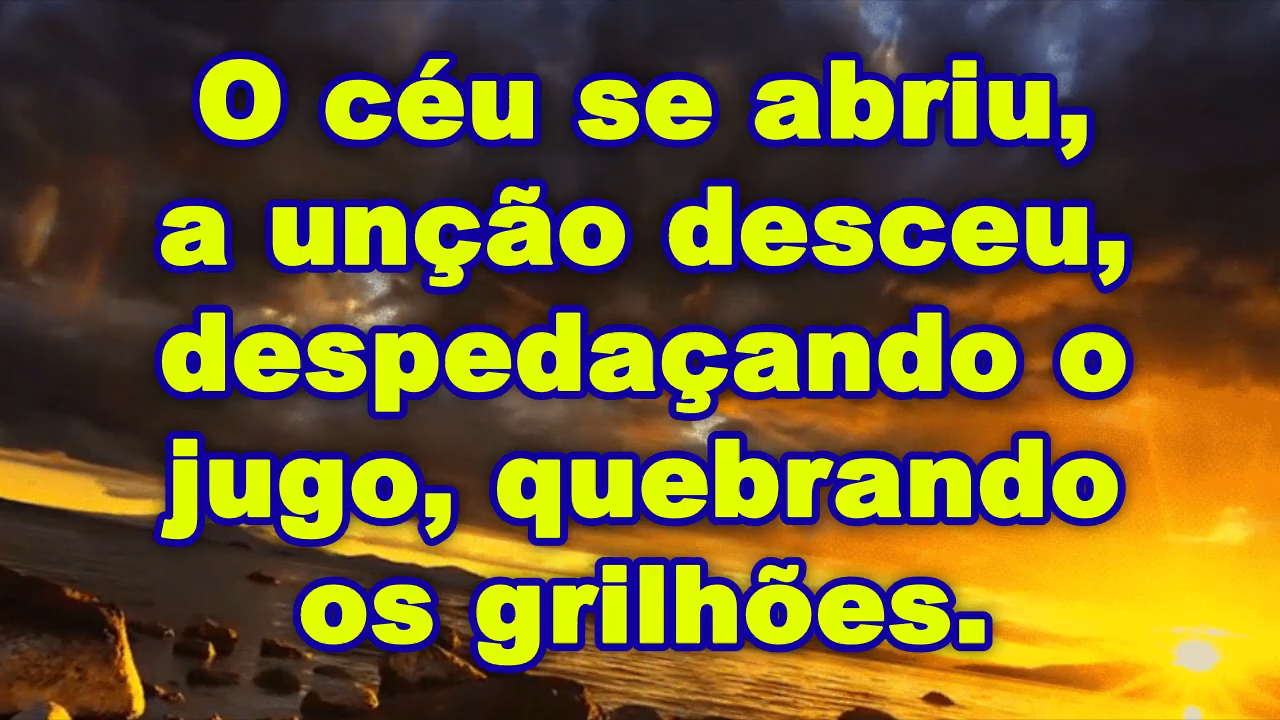 O céu se abriu,
a unção desceu,
despedaçando o
jugo, quebrando
os grilhões.